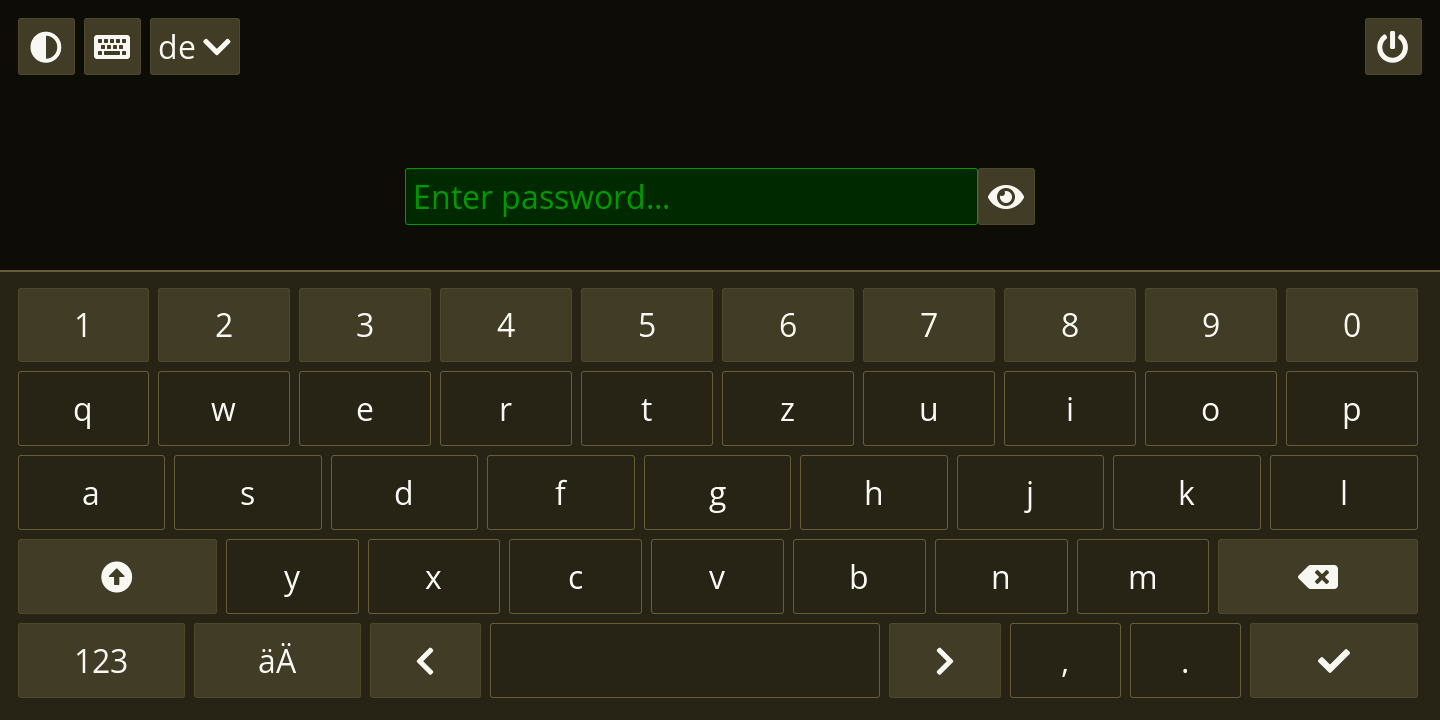 de
Enter password...
1 2 3 4 5 6 7 8 9 0
q w e r t z u i o p
a s d f g h j k l
y x c v b n m
123 äÄ , .